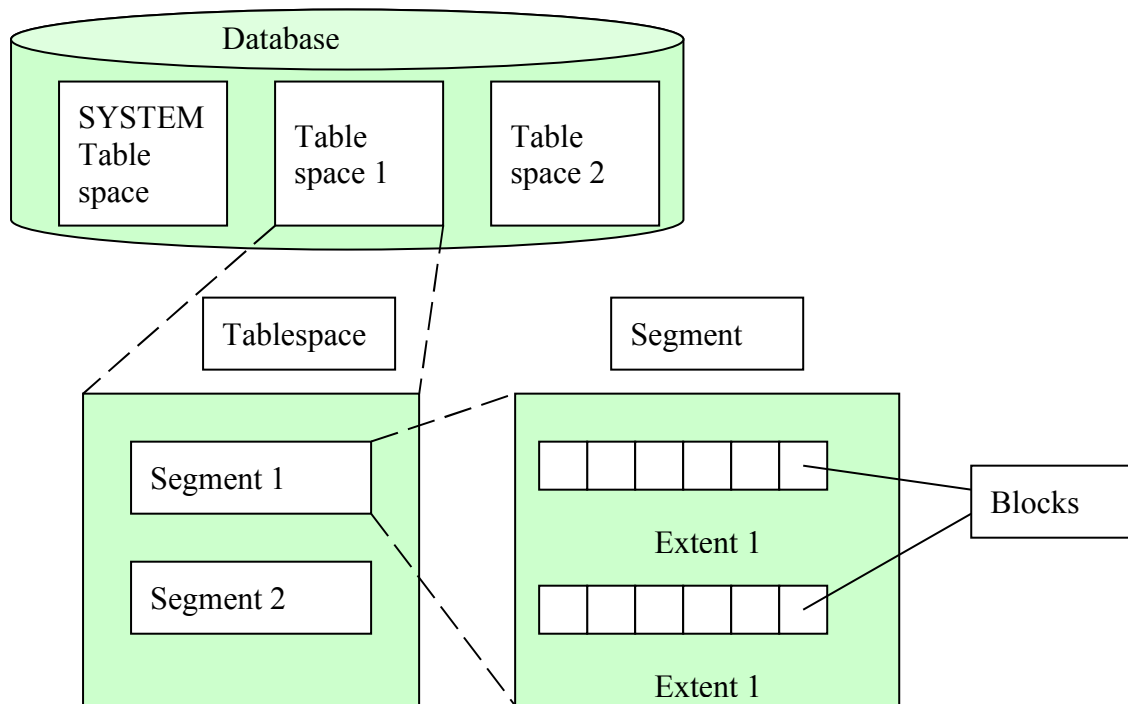 Database
SYSTEM
Table
space
Table
space 1
Table
space 2
Tablespace
Segment
Segment 1
Segment 2
Extent 1
Extent 1
Blocks